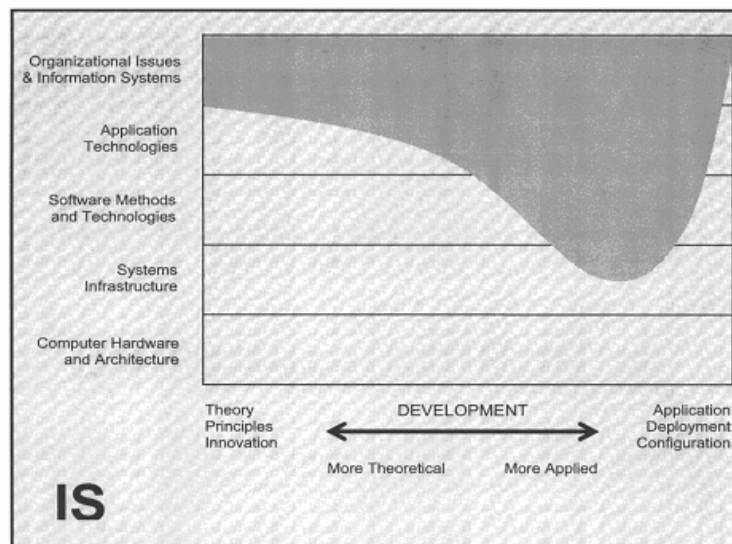 Organizational Issues
& Information Systems
Application
Technologies
Software Methods
and Technologies
Systems
Infrastructure
Computer Hardware
and Architecture
Theory
Principles
Innovation
DEVELOPMENT
Application
Deployment
Configuration
More Theoretical
More Applied
IS